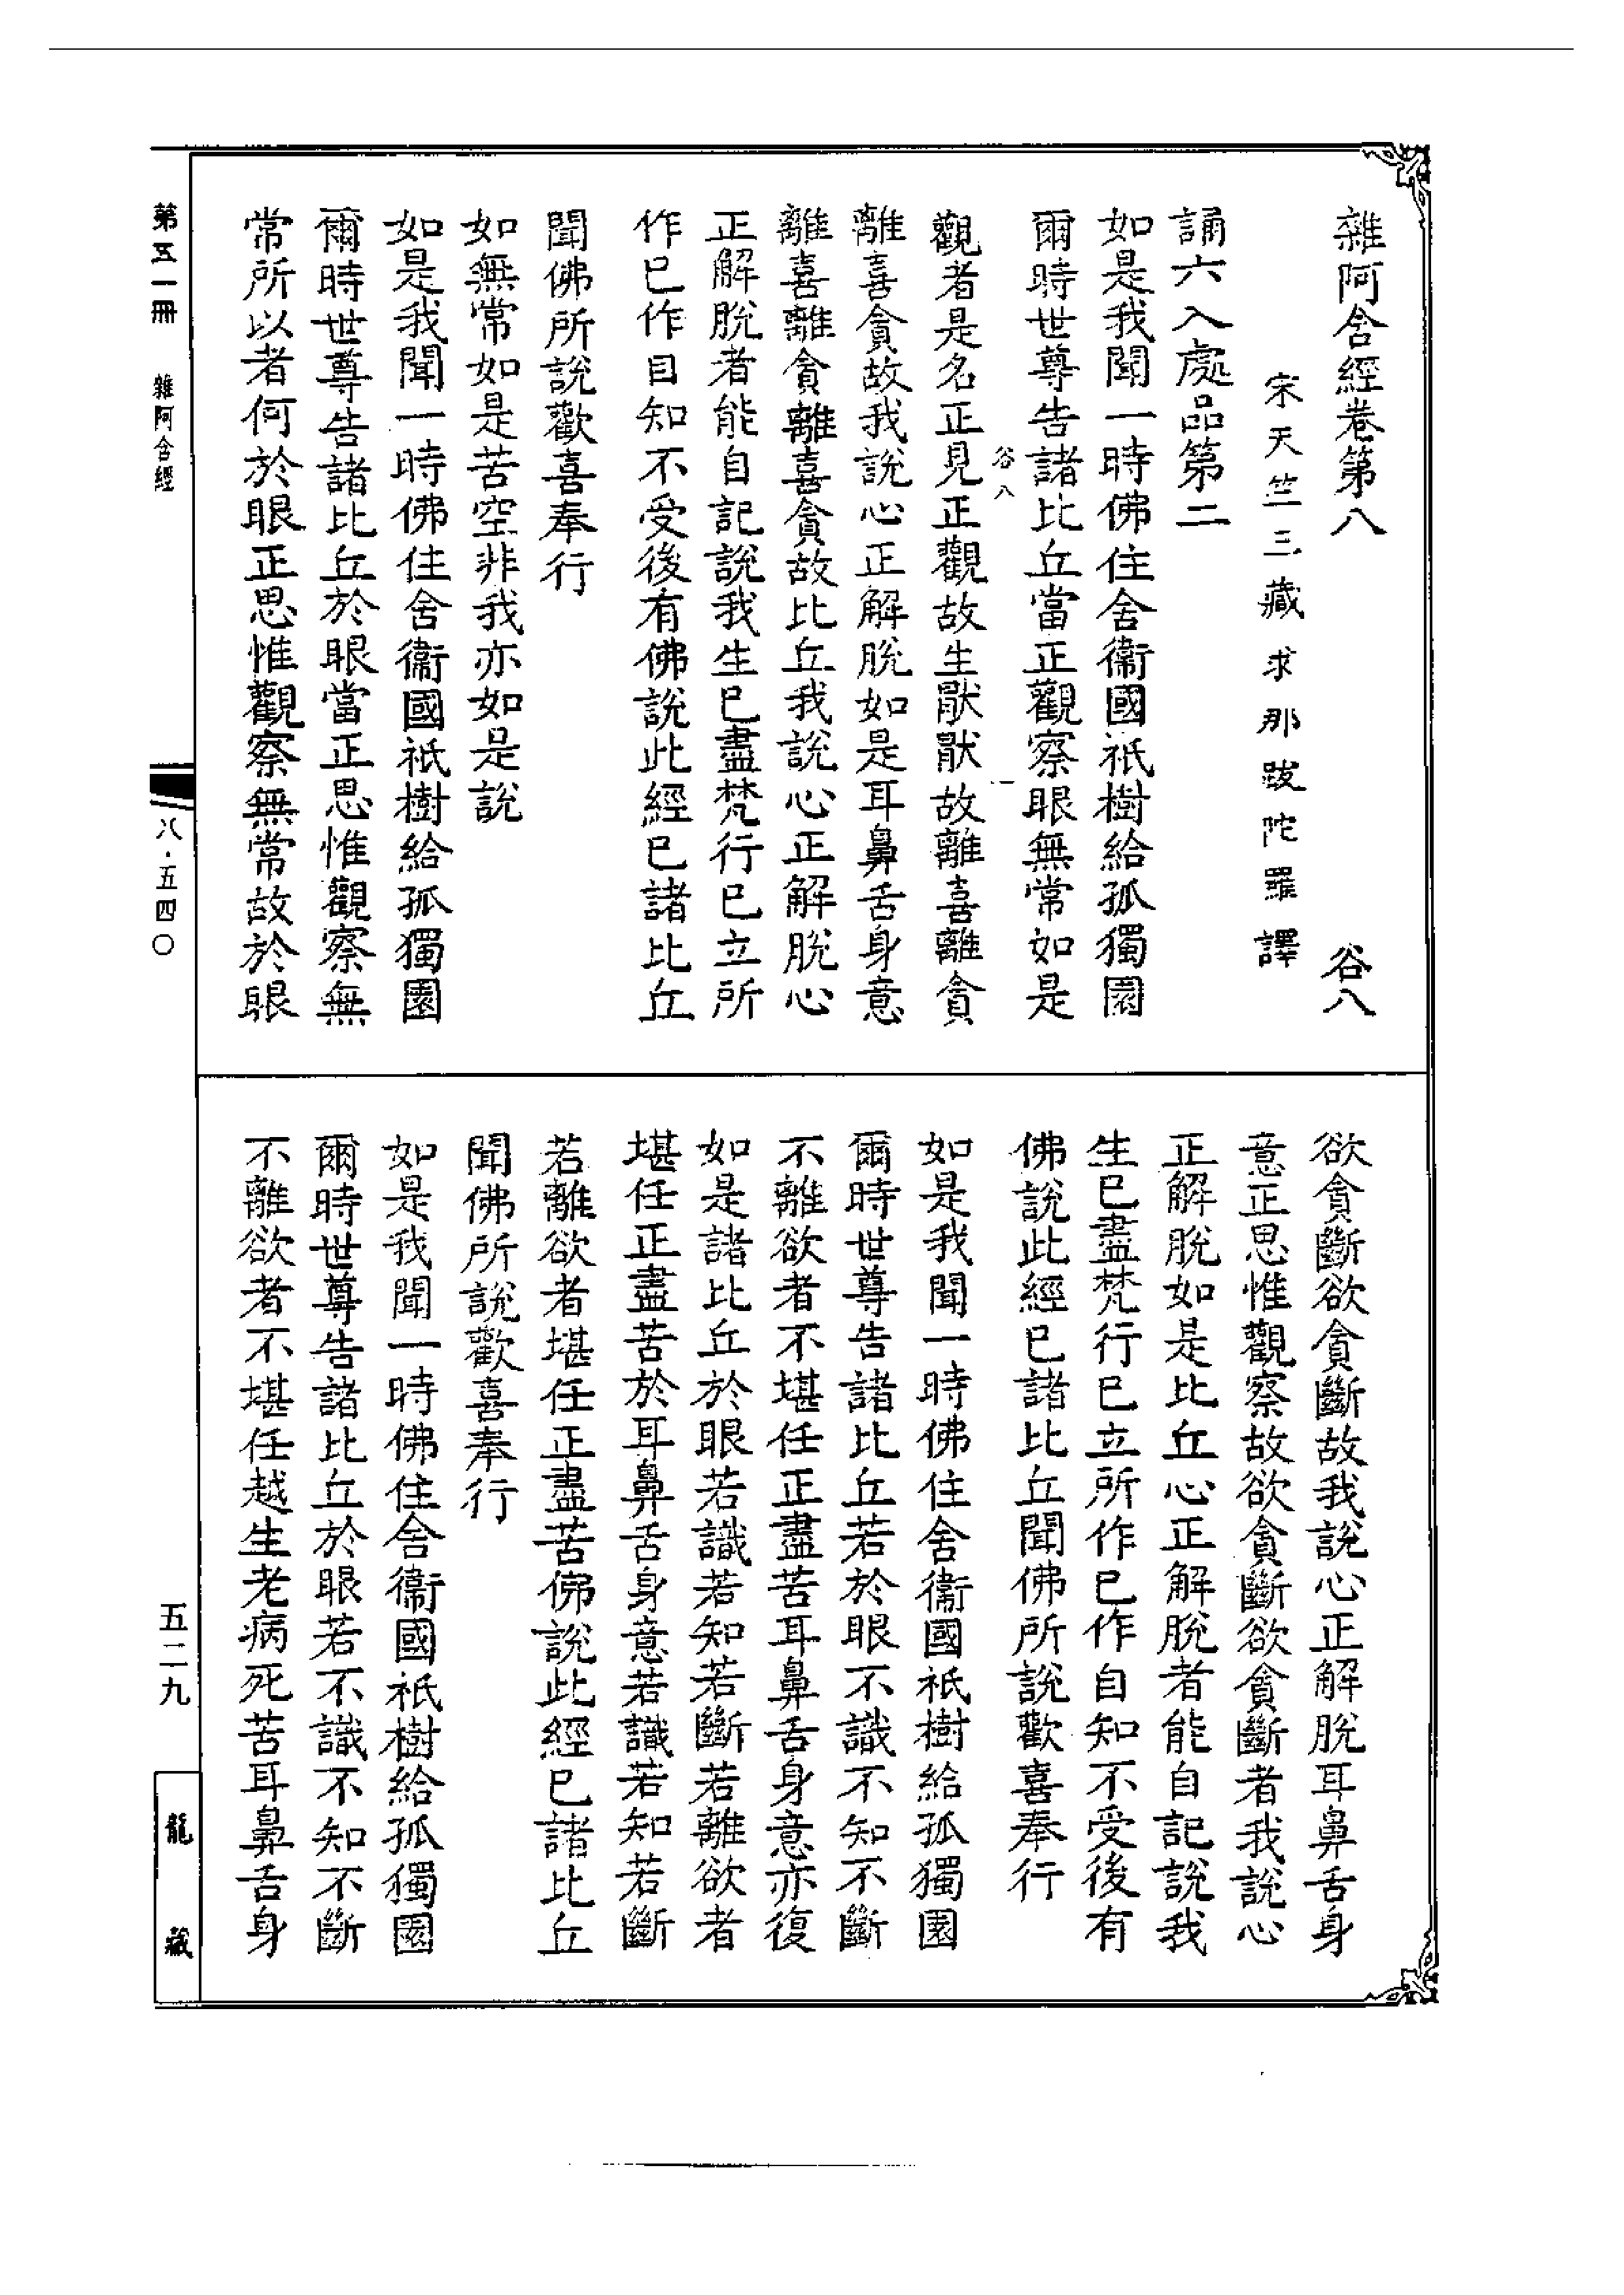 雜阿含經卷第八　谷八
宋天竺三藏求那跋陀羅譯
誦六入處品第二
如是我聞一時佛住舍衞國祇樹給孤獨園
爾時世尊告諸比丘當正觀察眼無常如是
谷八　一
觀者是名正見正觀故生猒猒故離喜離貪
離喜貪故我說心正解脫如是耳鼻舌身意
離喜離貪離喜貪故比丘我說心正解脫心
正解脫者能自記說我生已盡梵行已立所
作已作自知不受後有佛說此經已諸比丘
聞佛所說歡喜奉行
如無常如是苦空非我亦如是說
如是我聞一時佛住舍衞國祇樹給孤獨園
爾時世尊告諸比丘於眼當正思惟觀察無
常所以者何於眼正思惟觀察無常故於眼
欲貪斷欲貪斷故我說心正解脫耳鼻舌身
意正思惟觀察故欲貪斷欲貪斷者我說心
正解脫如是比丘心正解脫者能自記說我
生已盡梵行已立所作已作自知不受後有
佛說此經已諸比丘聞佛所說歡喜奉行
如是我聞一時佛住舍衞國祇樹給孤獨園
爾時世尊告諸比丘若於眼不識不知不斷
不離欲者不堪任正盡苦耳鼻舌身意亦復
如是諸比丘於眼若識若知若斷若離欲者
堪任正盡苦於耳鼻舌身意若識若知若斷
若離欲者堪任正盡苦佛說此經已諸比丘
聞佛所說歡喜奉行
如是我聞一時佛住舍衞國祇樹給孤獨園
爾時世尊告諸比丘於眼若不識不知不斷
不離欲者不堪任越生老病死苦耳鼻舌身
第五一冊　雜阿含經
八·五四〇
五二九
龍藏